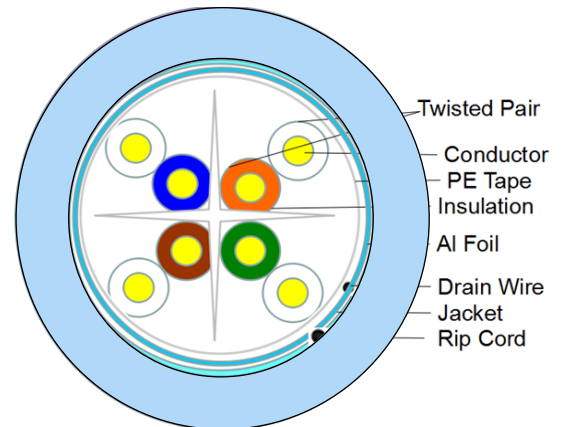 Twisted Pair
Conductor
PE Tape
Insulation
Al Foil
Drain Wire
Jacket
Rip Cord